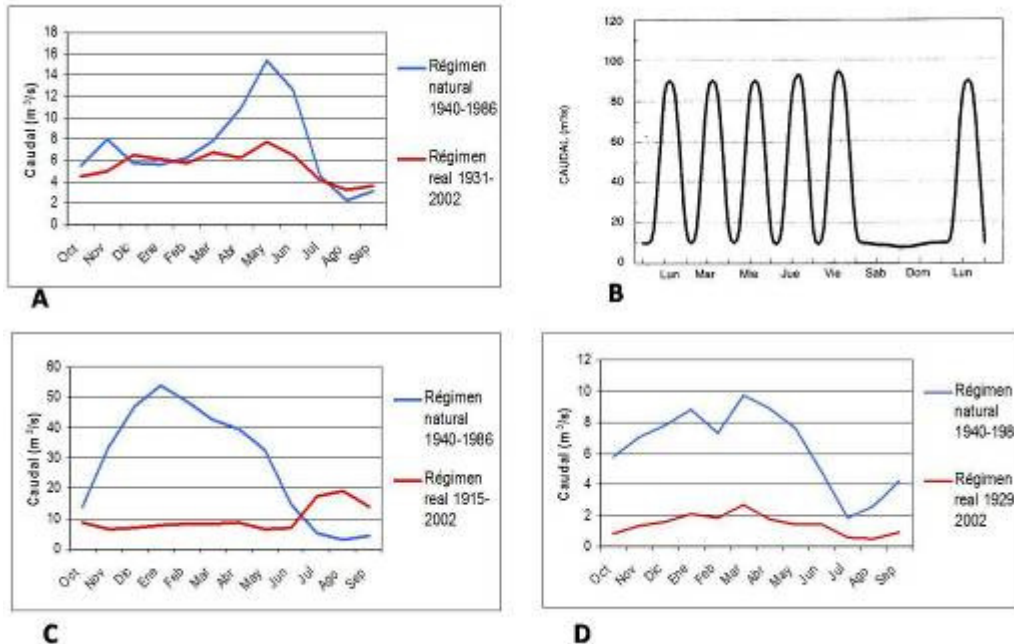 18
16
14
12
10
8
6
4
2
0
Caudal (m³/s)
Oct Nov Dic Ene Feb Mar Abr May Jun Jul Ago Sep
Régimen
natural
1940-1986
Régimen
real 1931-
2002
A
120
100
80
60
40
20
0
CAUDAL (m³/s)
Lun Mar Mie Jue Vie Sab Dom Lun
B
60
50
40
30
20
10
0
Caudal (m³/s)
Oct Nov Dic Ene Feb Mar Abr May Jun Jul Ago Sep
Régimen
natural
1940-1986
Régimen
real 1915-
2002
C
12
10
8
6
4
2
0
Caudal (m³/s)
Oct Nov Dic Ene Feb Mar Abr May Jun Jul Ago Sep
Régimen
natural
1940-198
Régimen
real 1929
2002
D